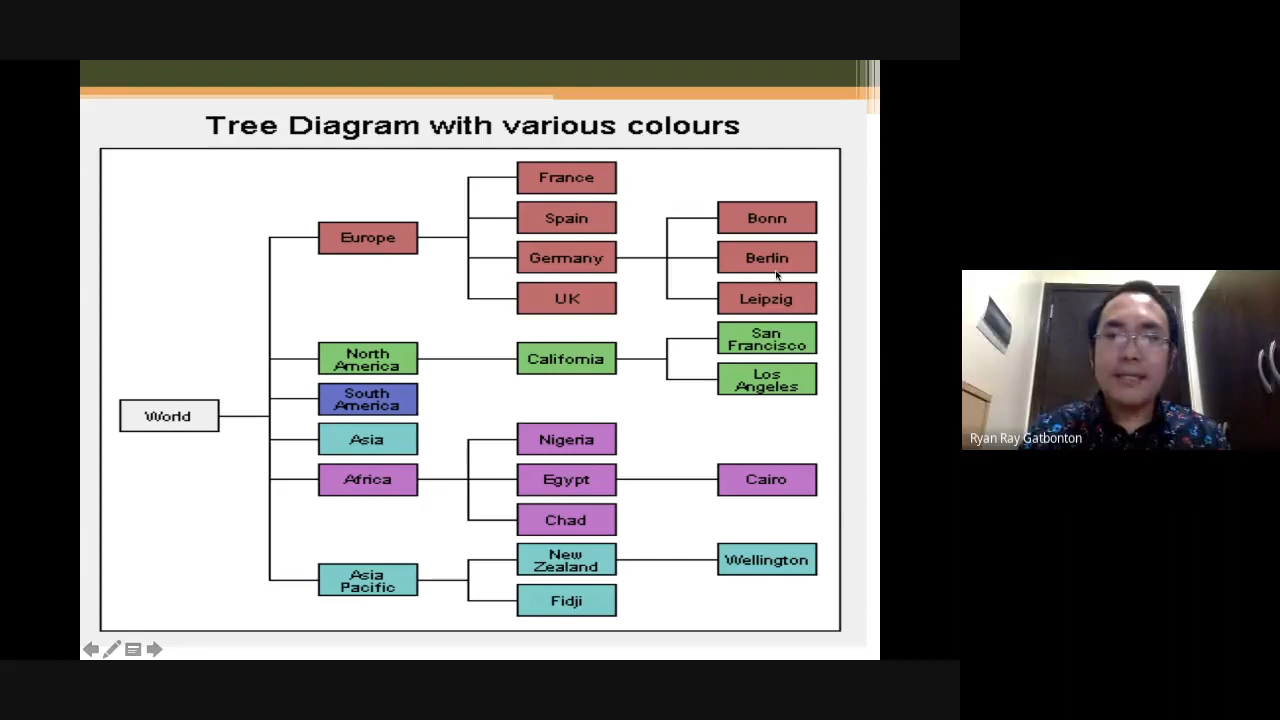 Tree Diagram with various colours
France
Spain
Bonn
Europe
Germany
Berlin
UK
Leipzig
San
Francisco
North
America
California
Los
Angeles
South
America
World
Asia
Nigeria
Africa
Egypt
Cairo
Chad
New
Zealand
Wellington
Asia
Pacific
Fidji
Ryan Ray Gatbonton